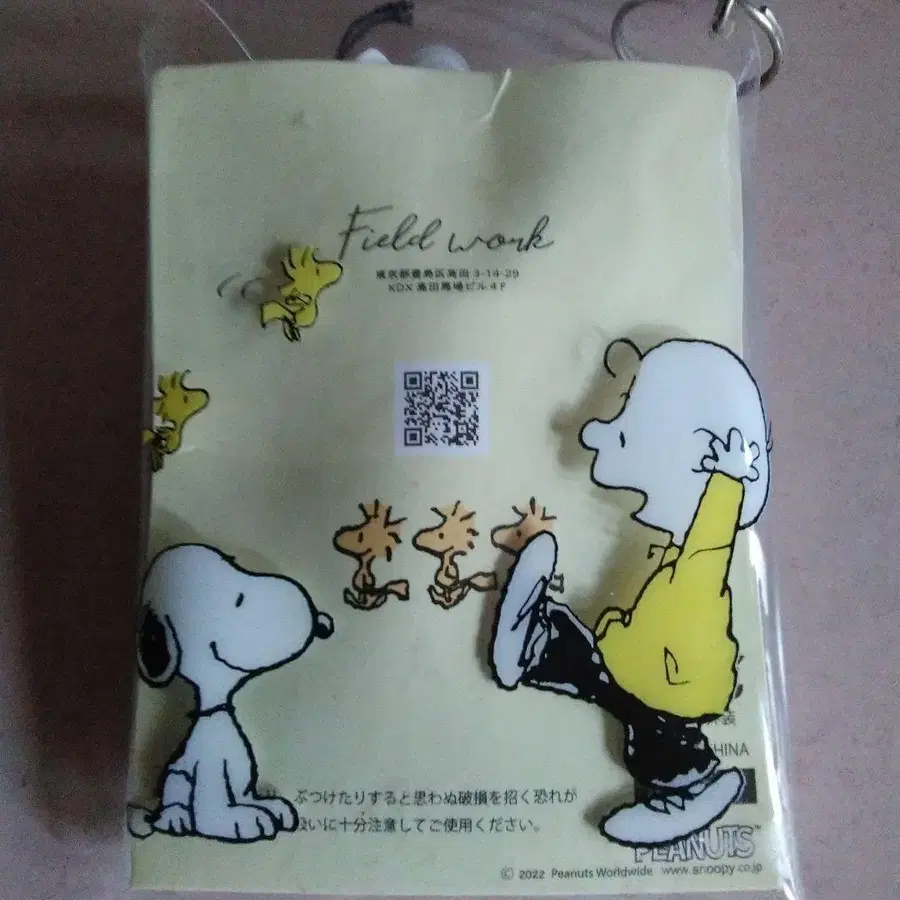 Field work
東京都豊島区高田 3-14-29
KDX 高田馬場ビル 4F
HINA
ぶつけたりすると思わぬ破損を招く恐れが
扱いに十分注意してご使用ください。
PEANUTS™
© 2022 Peanuts Worldwide www.snoopy.co.jp